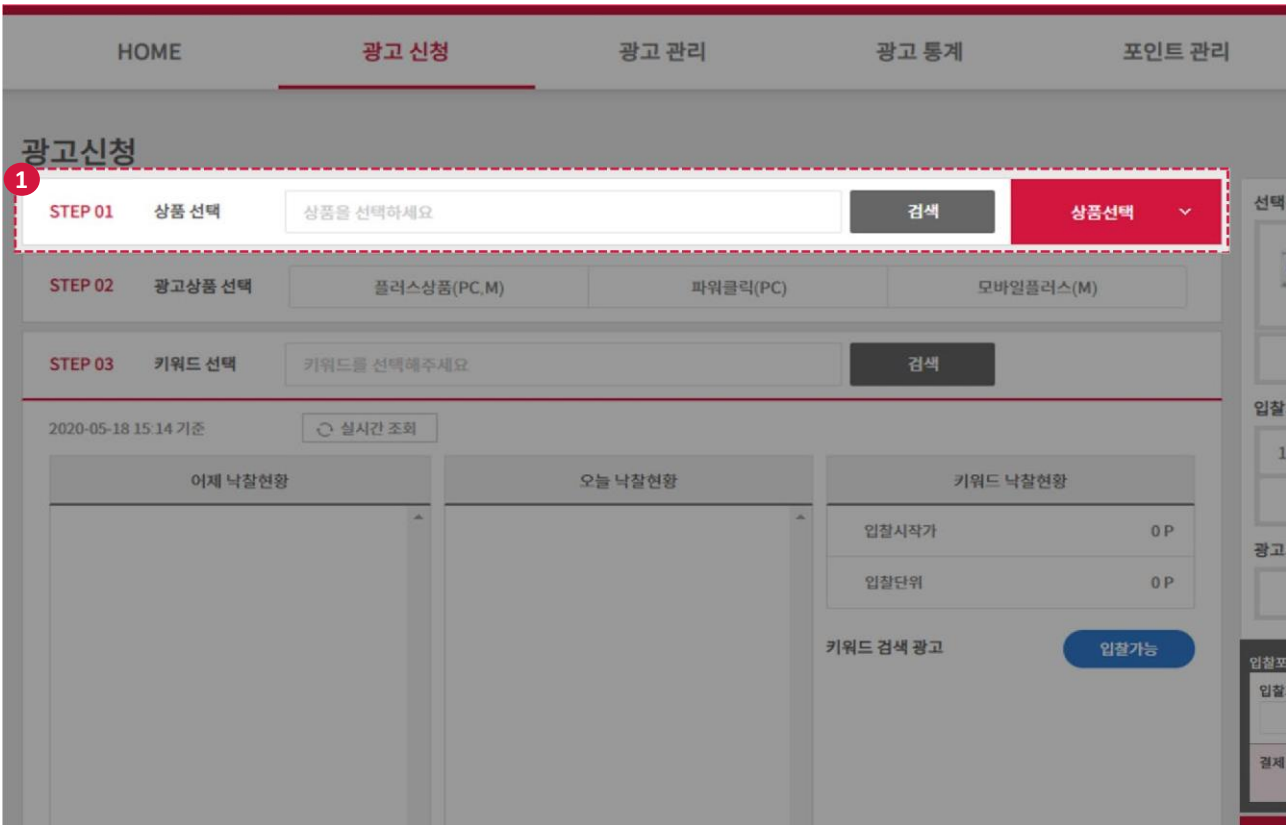 HOME 광고 신청 광고 관리 광고 통계 포인트 관리
광고신청
1
STEP 01 상품 선택 상품을 선택하세요 검색 상품선택
선택
STEP 02 광고상품 선택 플러스상품(PC,M) 파워클릭(PC) 모바일플러스(M)
STEP 03 키워드 선택 키워드를 선택해주세요 검색
입찰
2020-05-18 15:14 기준 실시간 조회
1
어제 낙찰현황 오늘 낙찰현황 키워드 낙찰현황
입찰시작가 0 P
광고
입찰단위 0 P
키워드 검색 광고 입찰가능
입찰포
입찰
결제